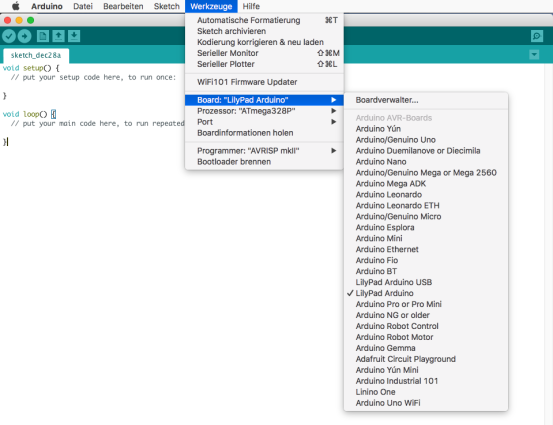 Arduino Datei Bearbeiten Sketch Werkzeuge Hilfe
Automatische Formatierung ⌘T
Sketch archivieren
Kodierung korrigieren & neu laden
Serieller Monitor ⇧⌘M
Serieller Plotter ⇧⌘L
WiFi101 Firmware Updater
Board: "LilyPad Arduino"
Prozessor: "ATmega328P"
Port
Boardinformationen holen
Programmer: "AVRISP mkII"
Bootloader brennen
sketch_dec28a
void setup() {
// put your setup code here, to run once:
}
void loop() {
// put your main code here, to run repeated
}
Boardverwalter...
Arduino AVR-Boards
Arduino Yún
Arduino/Genuino Uno
Arduino Duemilanove or Diecimila
Arduino Nano
Arduino/Genuino Mega or Mega 2560
Arduino Mega ADK
Arduino Leonardo
Arduino Leonardo ETH
Arduino/Genuino Micro
Arduino Esplora
Arduino Mini
Arduino Ethernet
Arduino Fio
Arduino BT
LilyPad Arduino USB
✓ LilyPad Arduino
Arduino Pro or Pro Mini
Arduino NG or older
Arduino Robot Control
Arduino Robot Motor
Arduino Gemma
Adafruit Circuit Playground
Arduino Yún Mini
Arduino Industrial 101
Linino One
Arduino Uno WiFi